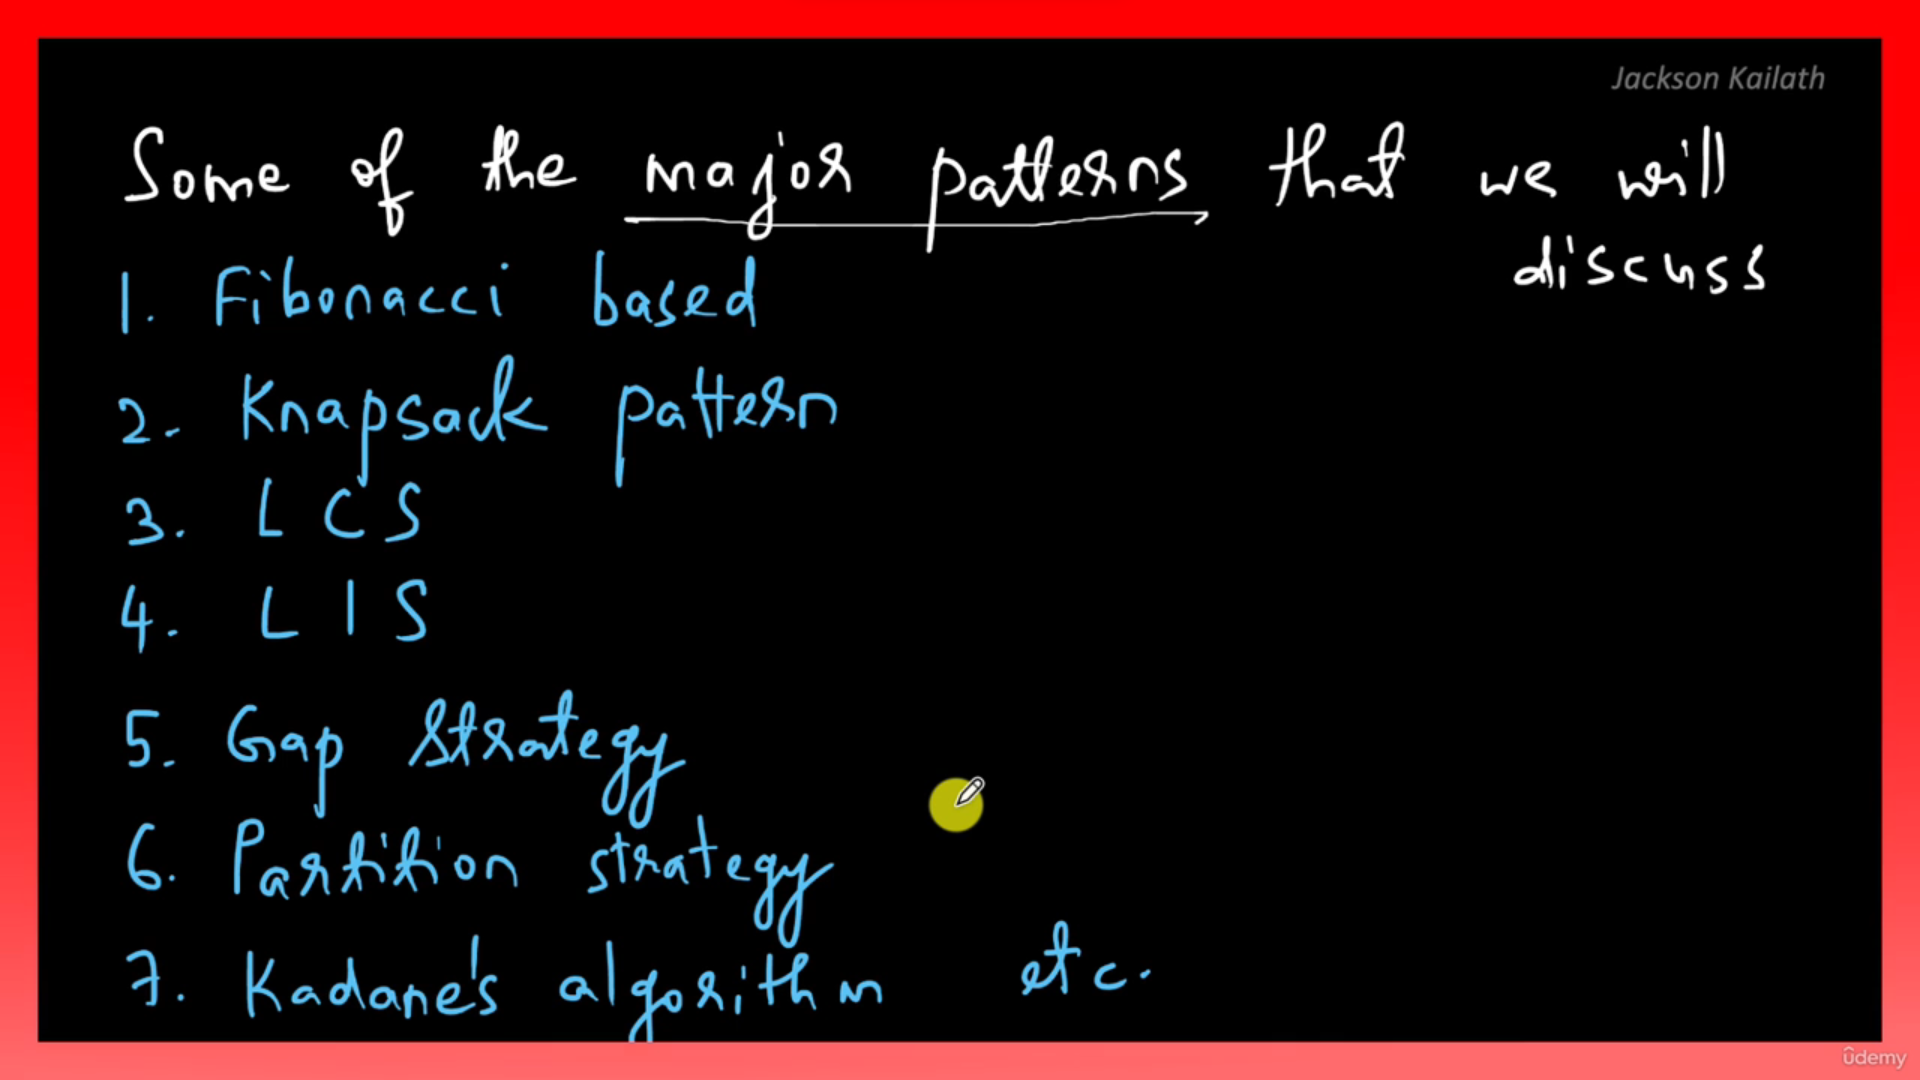 Jackson Kailath
Some of the major patterns that we will
discuss
1. Fibonacci based
2. Knapsack pattern
3. LCS
4. LIS
5. Gap strategy
6. Partition strategy
7. Kadane's algorithm etc.
ûdemy